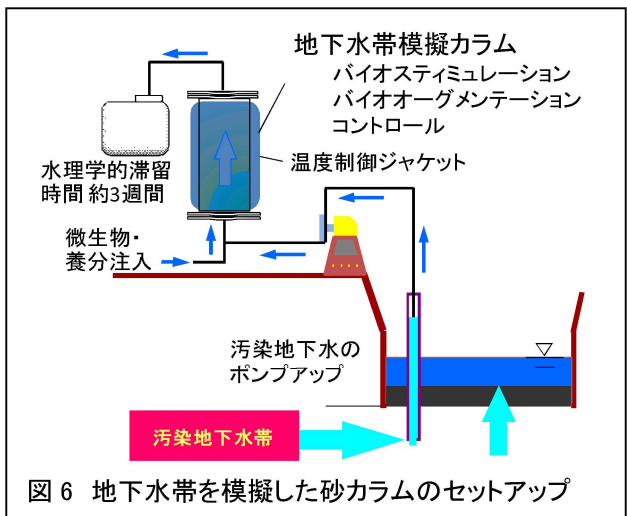 地下水帯模擬カラム
バイオスティミュレーション
バイオオーグメンテーション
コントロール
温度制御ジャケット
水理学的滞留
時間 約3週間
微生物・
養分注入
汚染地下水の
ポンプアップ
汚染地下水帯
図6 地下水帯を模擬した砂カラムのセットアップ